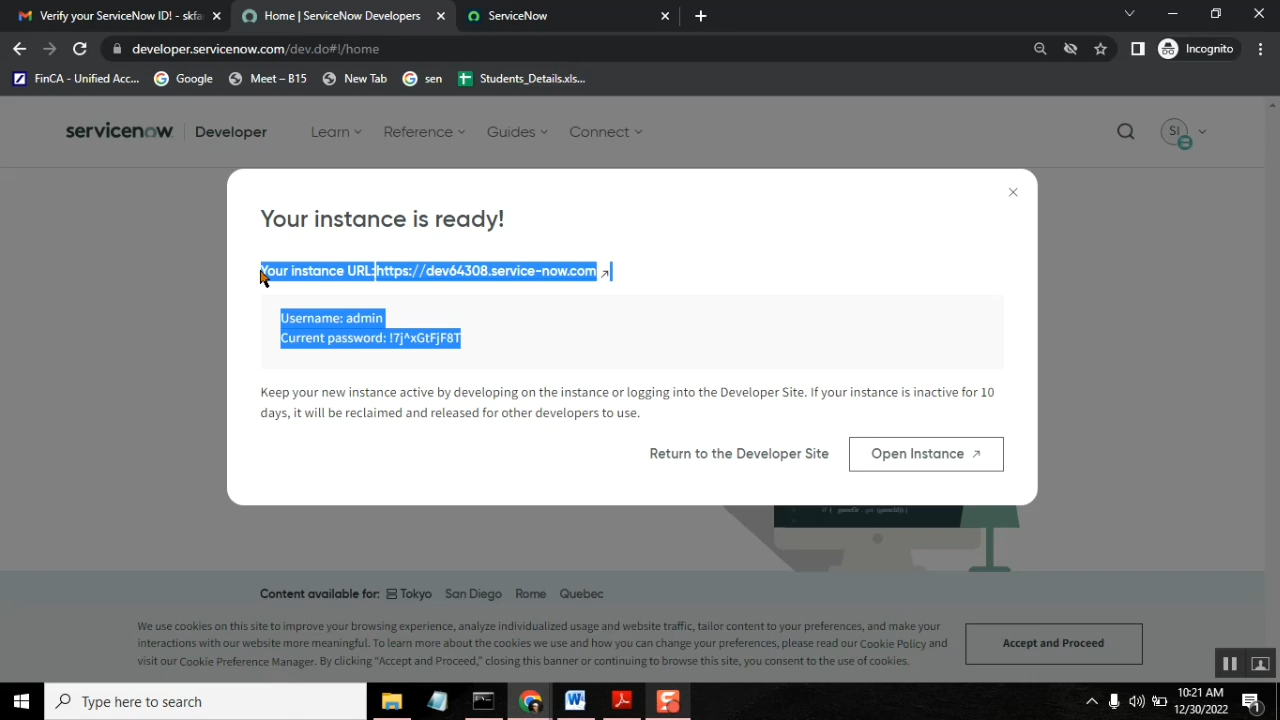 Verify your ServiceNow ID! - skfa
Home | ServiceNow Developers
ServiceNow
developer.servicenow.com/dev.do#!/home
Incognito
FinCA - Unified Acc...
Google
Meet – B15
New Tab
sen
Students_Details.xls...
servicenow
Developer
Learn
Reference
Guides
Connect
SI
Your instance is ready!
Your instance URL:https://dev64308.service-now.com
Username: admin
Current password: !7j^xGtFjF8T
Keep your new instance active by developing on the instance or logging into the Developer Site. If your instance is inactive for 10
days, it will be reclaimed and released for other developers to use.
Return to the Developer Site
Open Instance
Content available for: Tokyo San Diego Rome Quebec
We use cookies on this site to improve your browsing experience, analyze individualized usage and website traffic, tailor content to your preferences, and make your
interactions with our website more meaningful. To learn more about the cookies we use and how you can change your preferences, please read our Cookie Policy and
visit our Cookie Preference Manager. By clicking “Accept and Proceed,” closing this banner or continuing to browse this site, you consent to the use of cookies.
Accept and Proceed
Type here to search
10:21 AM
12/30/2022
1